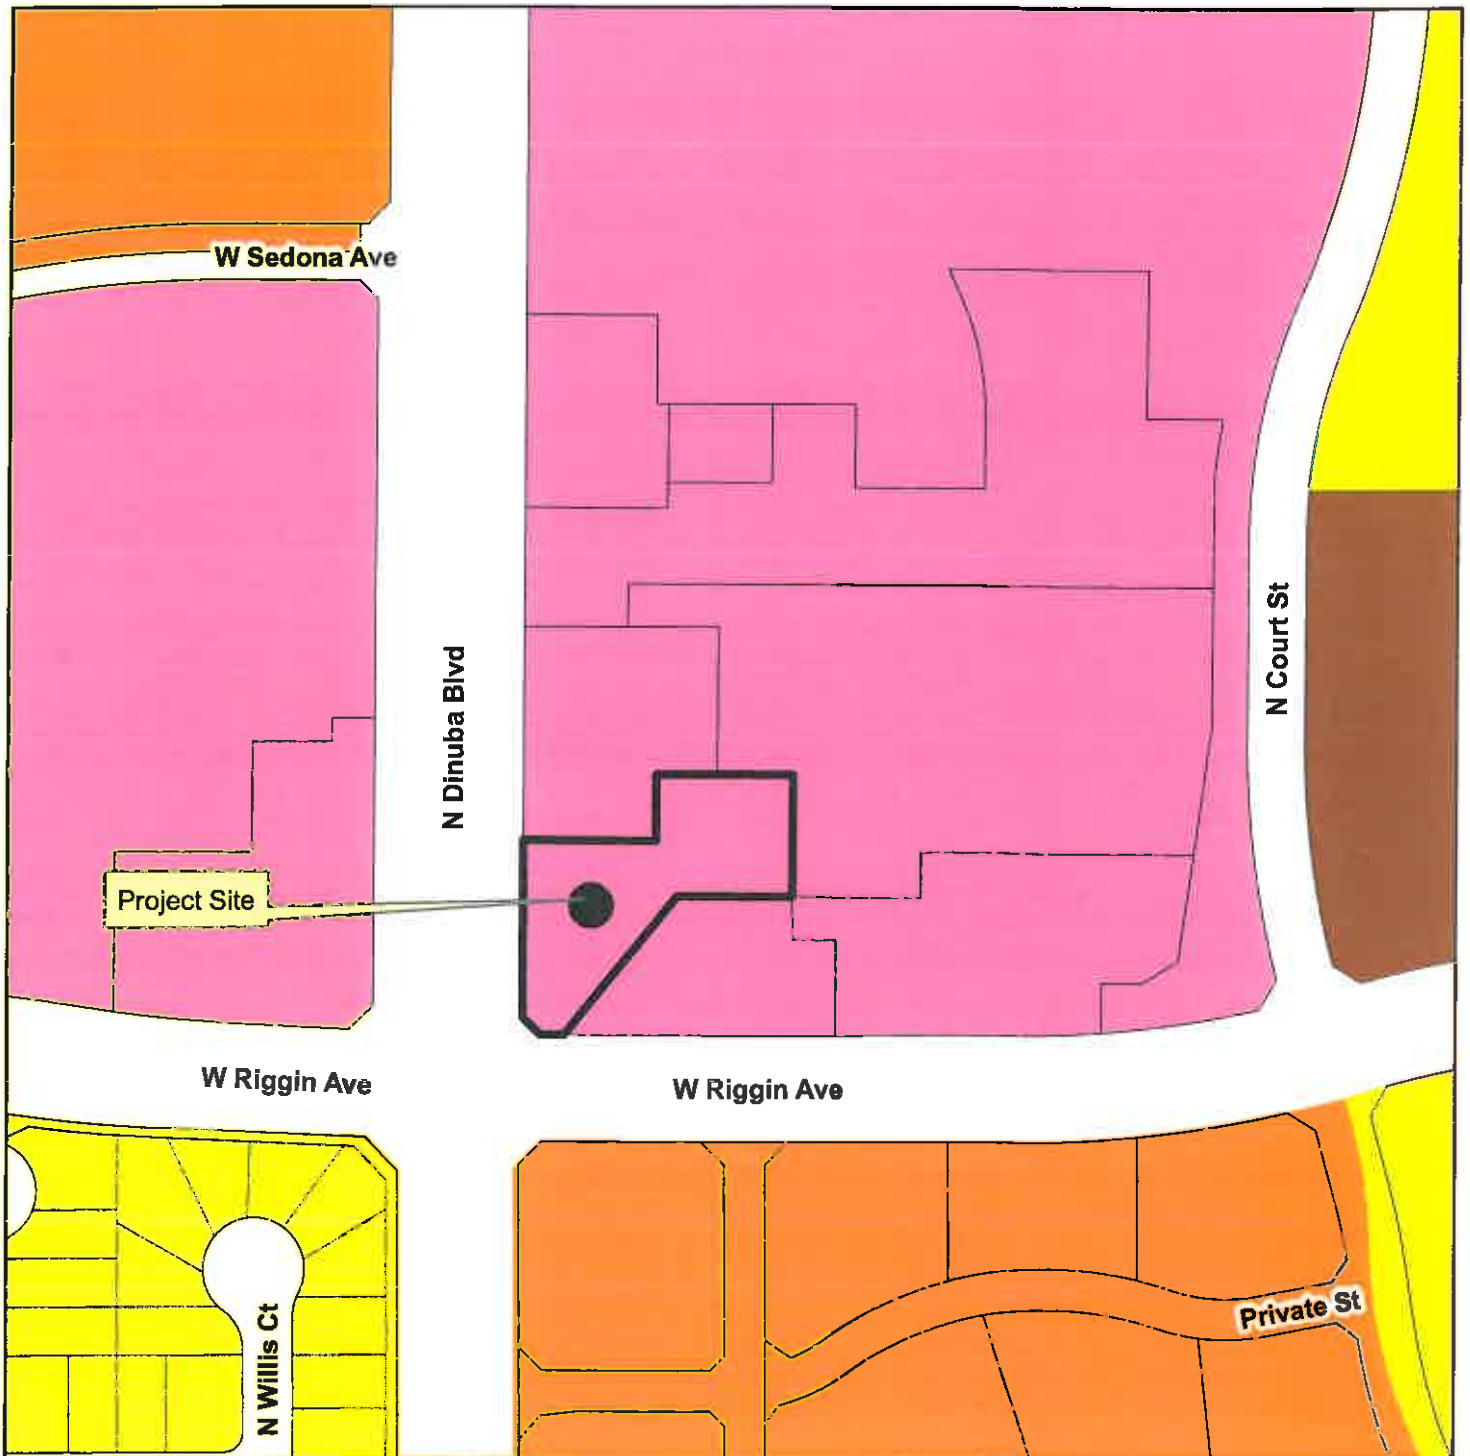 W Sedona Ave
N Dinuba Blvd
N Court St
Project Site
W Riggin Ave
W Riggin Ave
Private St
N Willis Ct